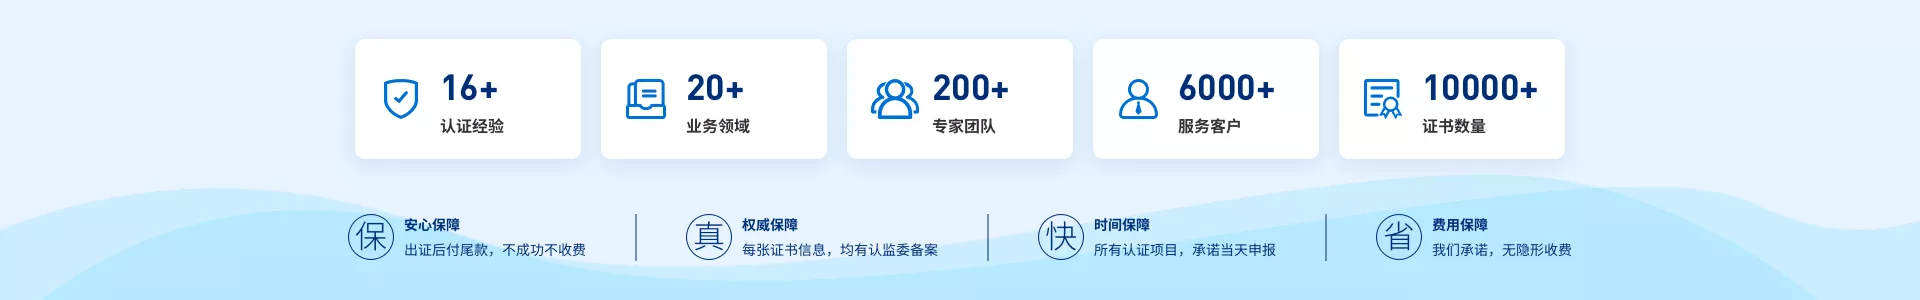 16+
认证经验
20+
业务领域
200+
专家团队
6000+
服务客户
10000+
证书数量
保
安心保障
出证后付尾款，不成功不收费
真
权威保障
每张证书信息，均有认监委备案
快
时间保障
所有认证项目，承诺当天申报
省
费用保障
我们承诺，无隐形收费